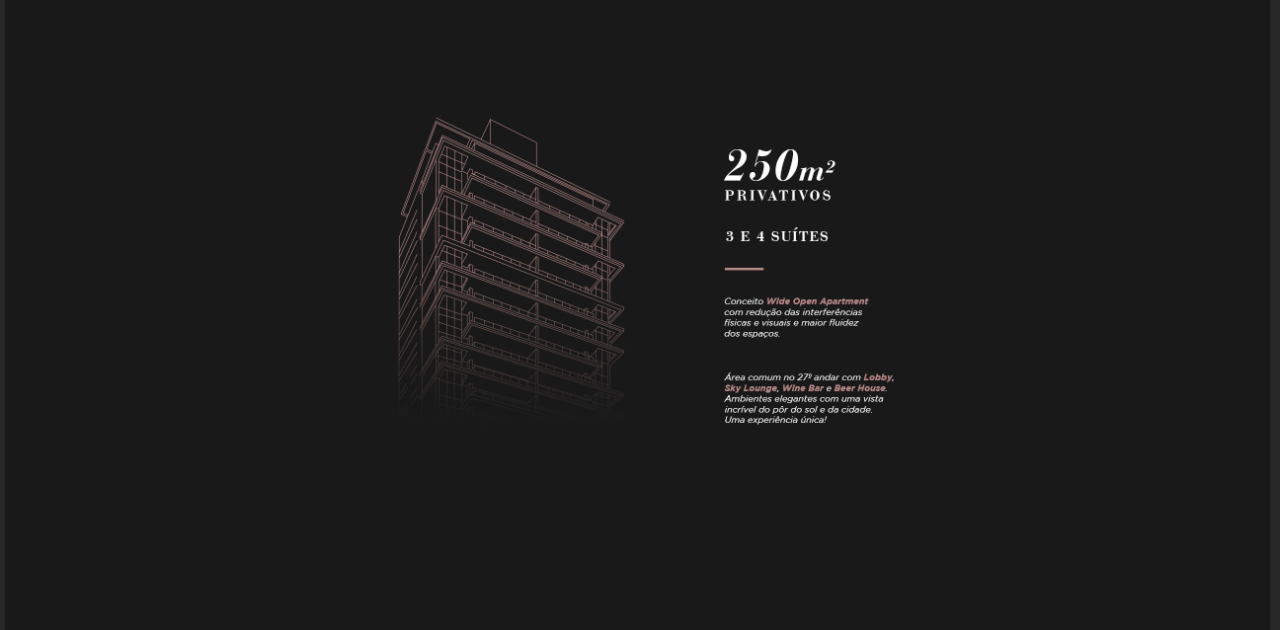 250m²
PRIVATIVOS
3 E 4 SUÍTES
Conceito Wide Open Apartment
com redução das interferências
físicas e visuais e maior fluidez
dos espaços.
Área comum no 27º andar com Lobby,
Sky Lounge, Wine Bar e Beer House.
Ambientes elegantes com uma vista
incrível do pôr do sol e da cidade.
Uma experiência única!